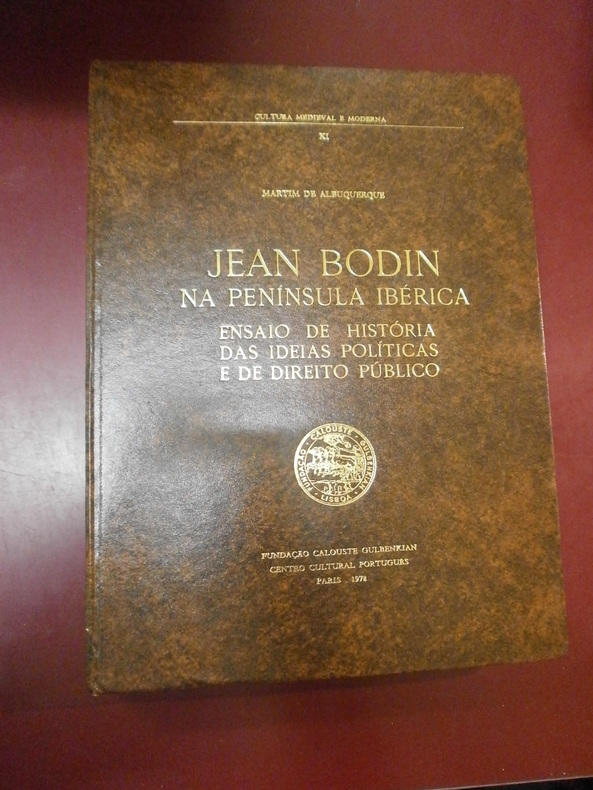 CULTURA MEDIEVAL E MODERNA
XI
MARTIM DE ALBUQUERQUE
JEAN BODIN
NA PENÍNSULA IBÉRICA
ENSAIO DE HISTÓRIA
DAS IDEIAS POLÍTICAS
E DE DIREITO PÚBLICO
FUNDAÇÃO CALOUSTE GULBENKIAN
LISBOA
FUNDAÇÃO CALOUSTE GULBENKIAN
CENTRO CULTURAL PORTUGUÊS
PARIS 1978